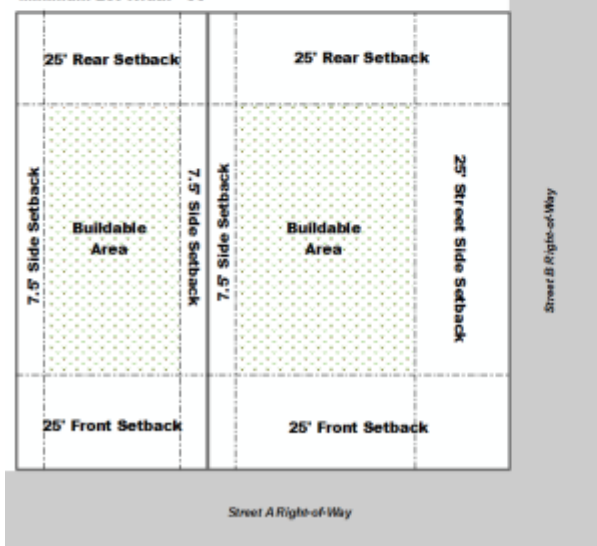 25' Rear Setback
25' Rear Setback
7.5' Side Setback
Buildable
Area
7.5' Side Setback
7.5' Side Setback
Buildable
Area
25' Street Side Setback
Street B Right-of-Way
25' Front Setback
25' Front Setback
Street A Right-of-Way